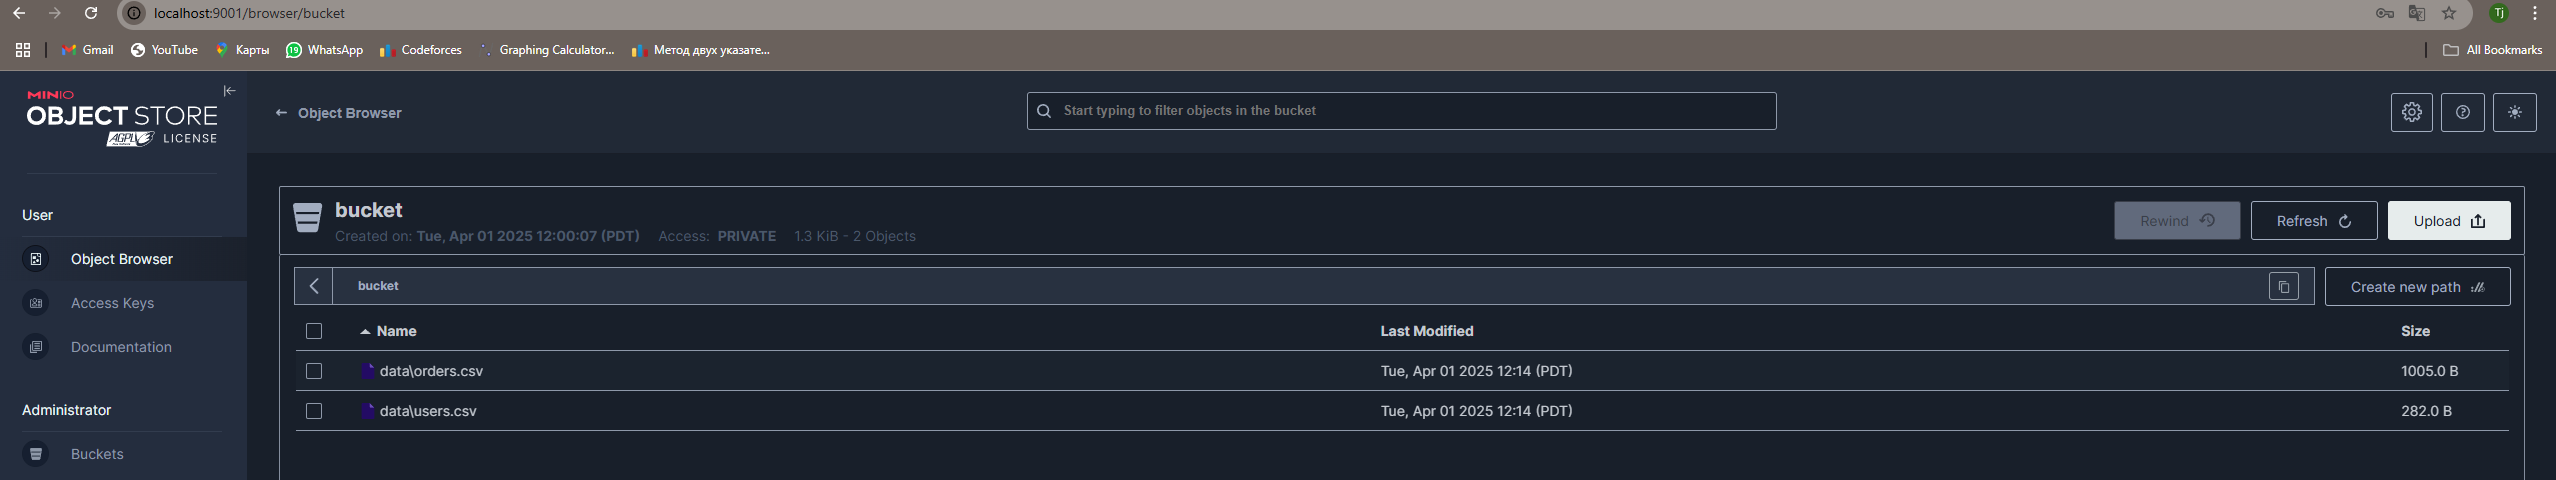 localhost:9001/browser/bucket
Tj
Gmail
YouTube
Карты
19
WhatsApp
Codeforces
Graphing Calculator...
Метод двух указате...
All Bookmarks
MINIO
OBJECT STORE
AGPLV3 LICENSE
Object Browser
Start typing to filter objects in the bucket
User
Object Browser
Access Keys
Documentation
Administrator
Buckets
bucket
Created on: Tue, Apr 01 2025 12:00:07 (PDT) Access: PRIVATE 1.3 KiB - 2 Objects
Rewind
Refresh
Upload
bucket
Create new path
Name Last Modified Size
data\orders.csv Tue, Apr 01 2025 12:14 (PDT) 1005.0 B
data\users.csv Tue, Apr 01 2025 12:14 (PDT) 282.0 B